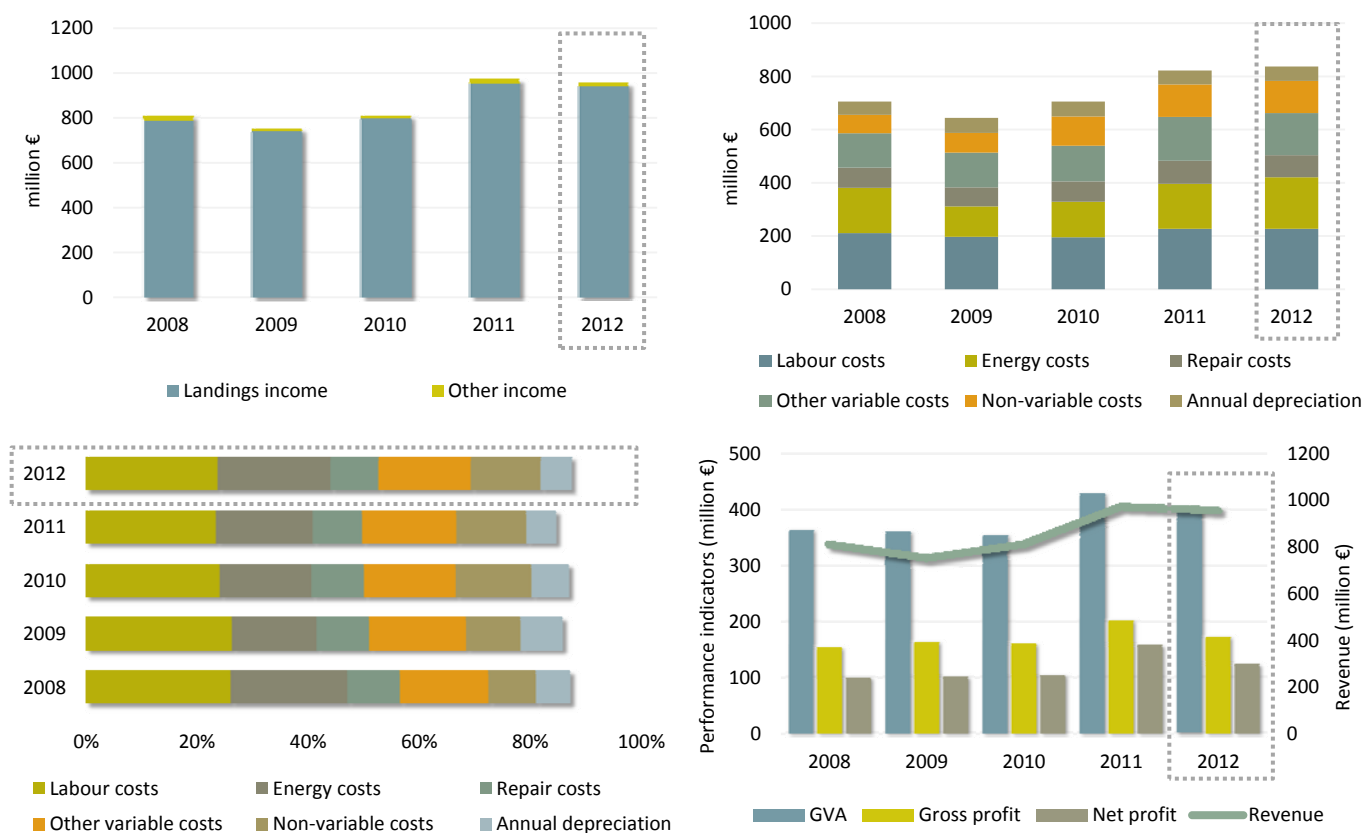 1200
1000
800
600
400
200
0
million €
2008 2009 2010 2011 2012
Landings income Other income
1000
800
600
400
200
0
million €
2008 2009 2010 2011 2012
Labour costs Energy costs Repair costs
Other variable costs Non-variable costs Annual depreciation
2012
2011
2010
2009
2008
0% 20% 40% 60% 80% 100%
Labour costs Energy costs Repair costs
Other variable costs Non-variable costs Annual depreciation
Performance indicators (million €)
500
400
300
200
100
0
1200
1000
800
600
400
200
0
Revenue (million €)
2008 2009 2010 2011 2012
GVA Gross profit Net profit Revenue